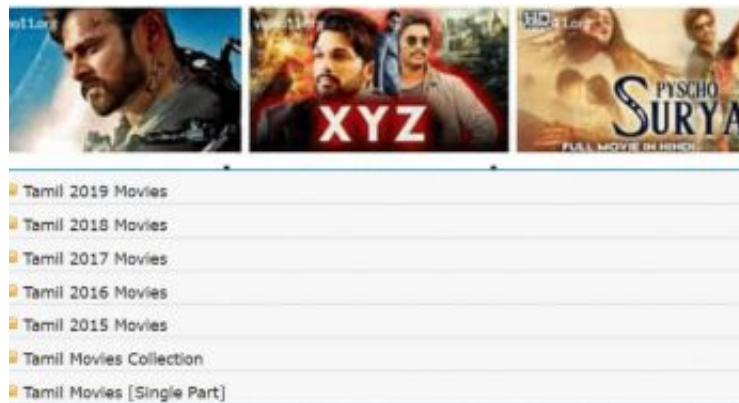 HD
XYZ
PYSCHO
SURYA
FULL MOVIE IN HINDI
Tamil 2019 Movies
Tamil 2018 Movies
Tamil 2017 Movies
Tamil 2016 Movies
Tamil 2015 Movies
Tamil Movies Collection
Tamil Movies [Single Part]